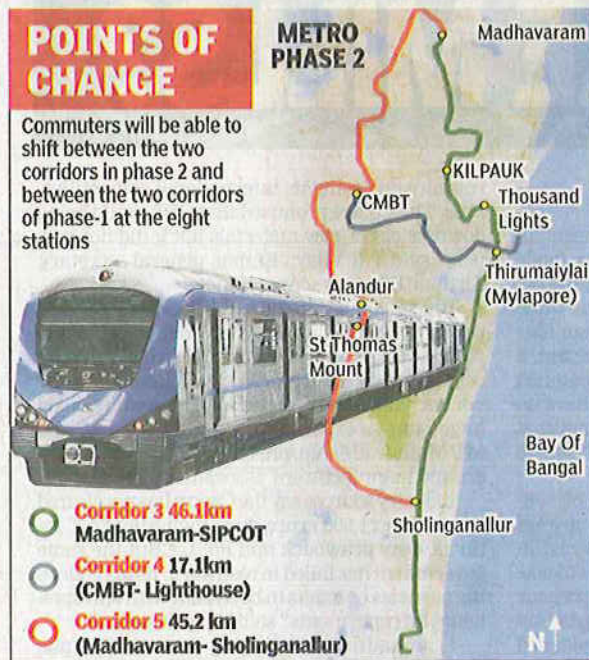 POINTS OF
CHANGE
Commuters will be able to
shift between the two
corridors in phase 2 and
between the two corridors
of phase-1 at the eight
stations
METRO
PHASE 2
Madhavaram
KILPAUK
CMBT
Thousand
Lights
Thirumaiylai
(Mylapore)
Alandur
St Thomas
Mount
Bay Of
Bangal
Sholinganallur
Corridor 3 46.1km
Madhavaram-SIPCOT
Corridor 4 17.1km
(CMBT- Lighthouse)
Corridor 5 45.2 km
(Madhavaram- Sholinganallur)
N